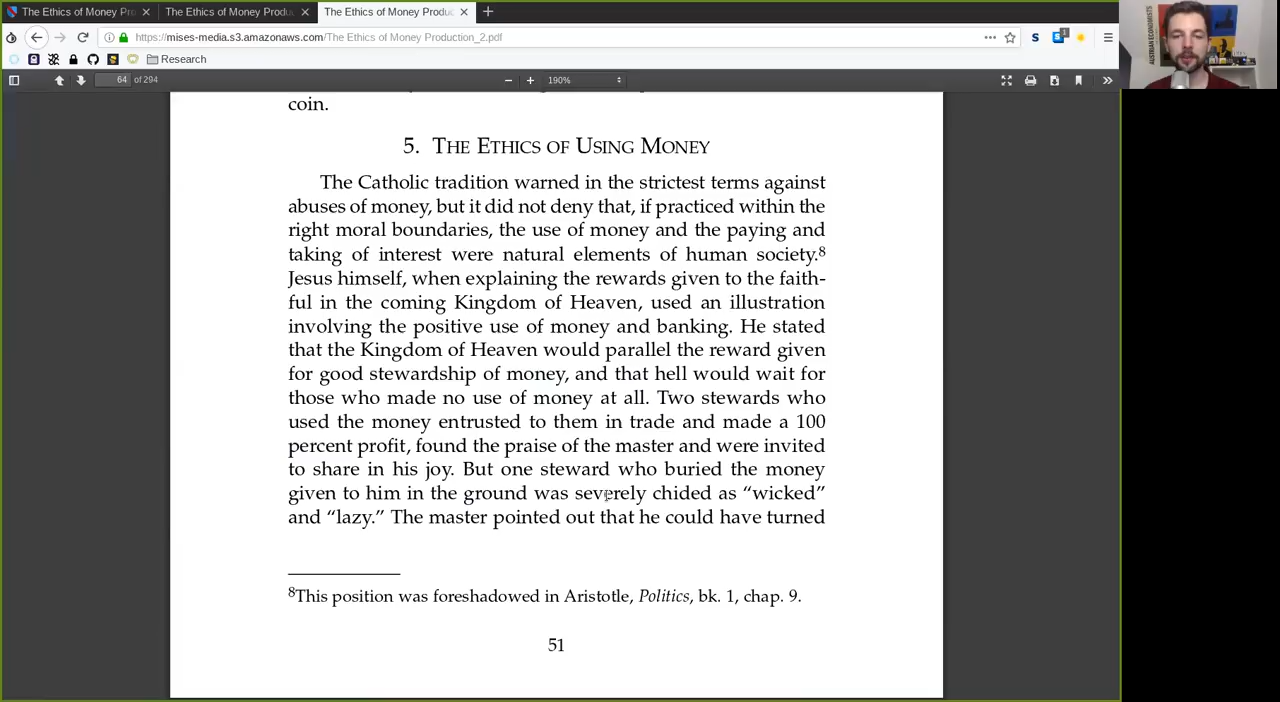 The Ethics of Money Pro
The Ethics of Money Produ
The Ethics of Money Produc
https://mises-media.s3.amazonaws.com/The Ethics of Money Production_2.pdf
S
S
1
Research
64 of 294
190%
AUSTRIAN ECONOMISTS
coin.
5. THE ETHICS OF USING MONEY
The Catholic tradition warned in the strictest terms against
abuses of money, but it did not deny that, if practiced within the
right moral boundaries, the use of money and the paying and
taking of interest were natural elements of human society.8
Jesus himself, when explaining the rewards given to the faith-
ful in the coming Kingdom of Heaven, used an illustration
involving the positive use of money and banking. He stated
that the Kingdom of Heaven would parallel the reward given
for good stewardship of money, and that hell would wait for
those who made no use of money at all. Two stewards who
used the money entrusted to them in trade and made a 100
percent profit, found the praise of the master and were invited
to share in his joy. But one steward who buried the money
given to him in the ground was severely chided as “wicked”
and “lazy.” The master pointed out that he could have turned
8This position was foreshadowed in Aristotle, Politics, bk. 1, chap. 9.
51